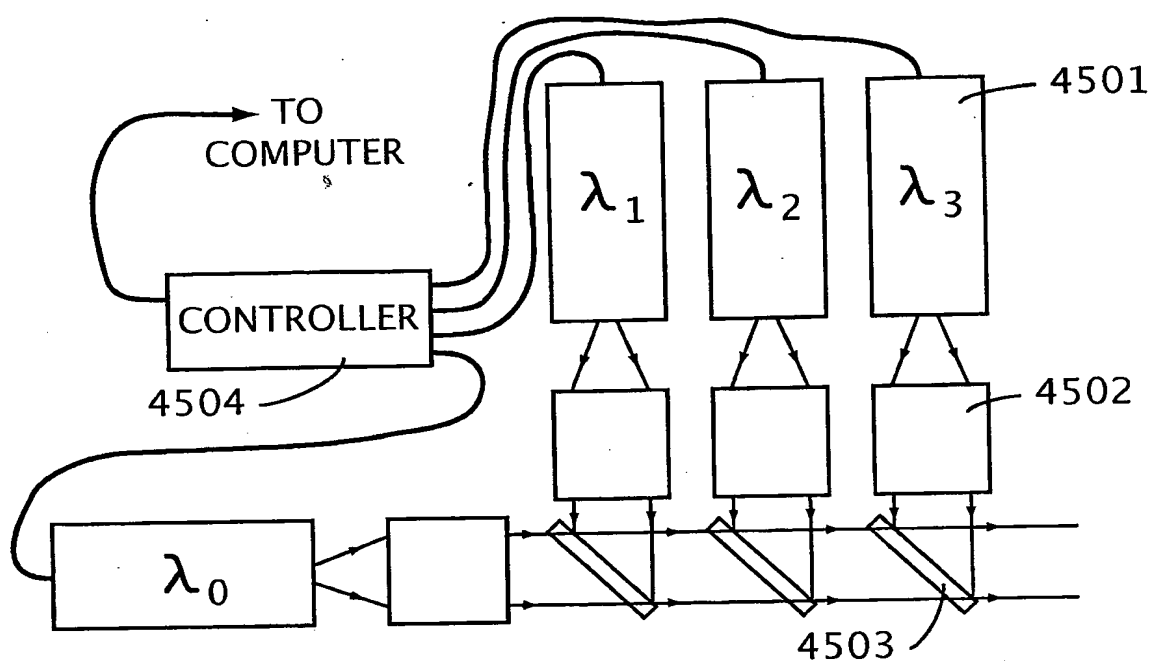 4501
TO
COMPUTER
λ1
λ2
λ3
CONTROLLER
4504
4502
λ0
4503